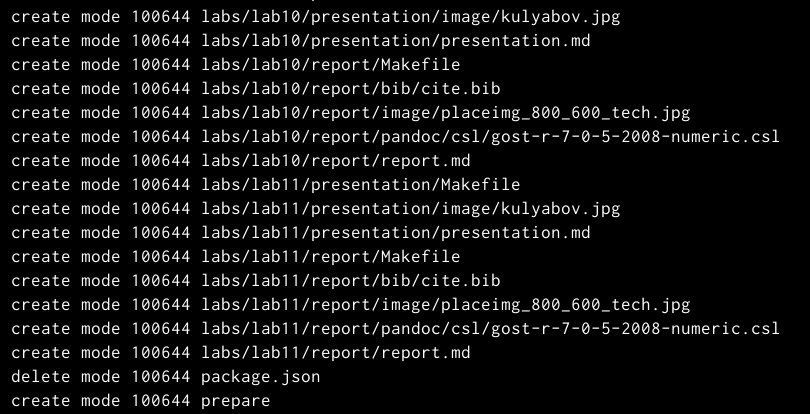 create mode 100644 labs/lab10/presentation/image/kulyabov.jpg
create mode 100644 labs/lab10/presentation/presentation.md
create mode 100644 labs/lab10/report/Makefile
create mode 100644 labs/lab10/report/bib/cite.bib
create mode 100644 labs/lab10/report/image/placeimg_800_600_tech.jpg
create mode 100644 labs/lab10/report/pandoc/csl/gost-r-7-0-5-2008-numeric.csl
create mode 100644 labs/lab10/report/report.md
create mode 100644 labs/lab11/presentation/Makefile
create mode 100644 labs/lab11/presentation/image/kulyabov.jpg
create mode 100644 labs/lab11/presentation/presentation.md
create mode 100644 labs/lab11/report/Makefile
create mode 100644 labs/lab11/report/bib/cite.bib
create mode 100644 labs/lab11/report/image/placeimg_800_600_tech.jpg
create mode 100644 labs/lab11/report/pandoc/csl/gost-r-7-0-5-2008-numeric.csl
create mode 100644 labs/lab11/report/report.md
delete mode 100644 package.json
create mode 100644 prepare